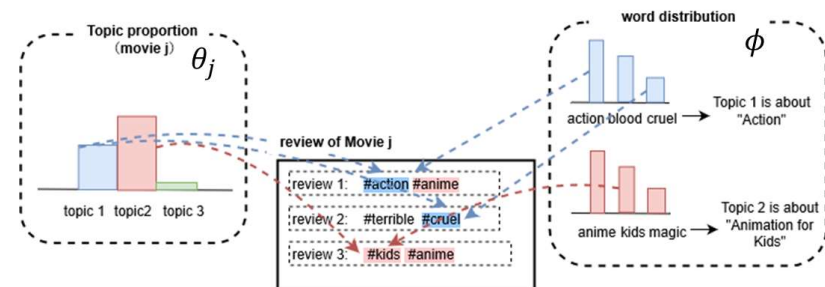 Topic proportion
(movie j)
θj
topic 1 topic2 topic 3
review of Movie j
review 1: #action #anime
review 2: #terrible #cruel
review 3: #kids #anime
word distribution
ϕ
action blood cruel
Topic 1 is about
"Action"
anime kids magic
Topic 2 is about
"Animation for
Kids"